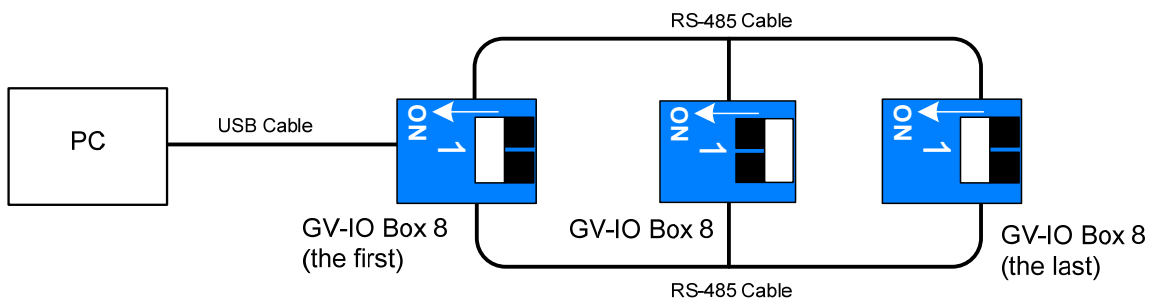 RS-485 Cable
PC
USB Cable
ON
1
ON
1
ON
1
GV-IO Box 8
(the first)
GV-IO Box 8
GV-IO Box 8
(the last)
RS-485 Cable